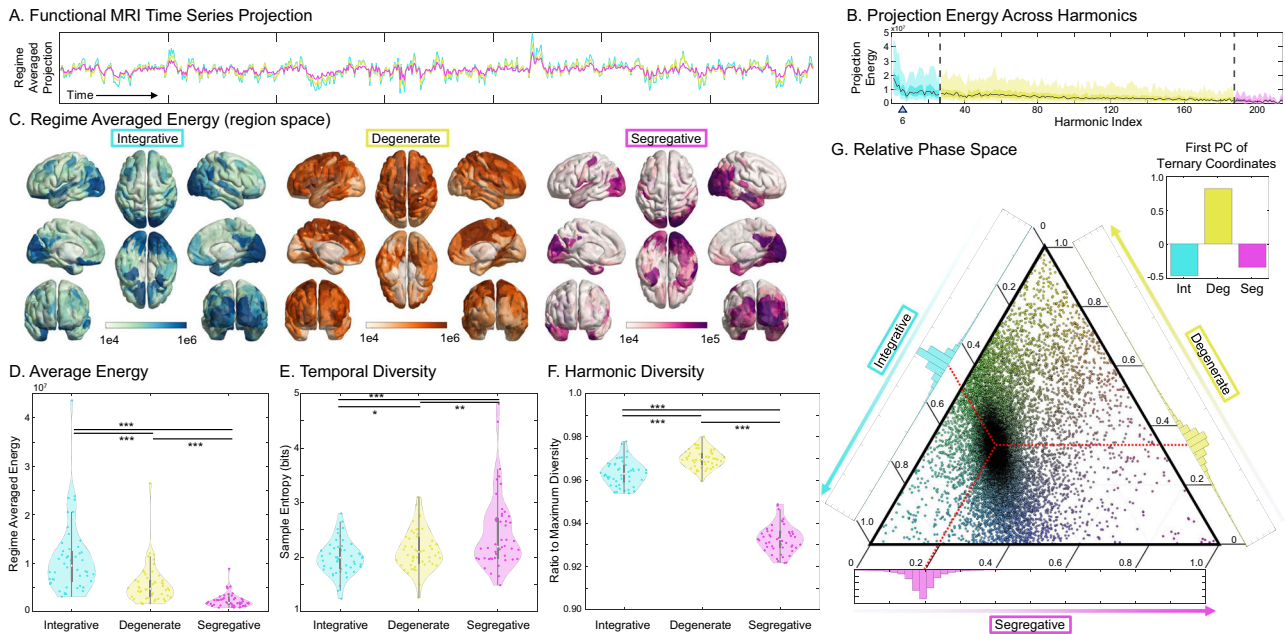 A. Functional MRI Time Series Projection
Regime
Averaged
Projection
Time
B. Projection Energy Across Harmonics
×10⁷
Projection
Energy
5
4
3
2
1
0
40
80
120
160
200
6
Harmonic Index
C. Regime Averaged Energy (region space)
Integrative
Degenerate
Segregative
1e4
1e6
1e4
1e6
1e4
1e5
G. Relative Phase Space
First PC of
Ternary Coordinates
1.0
0.5
0
-0.5
Int
Deg
Seg
Integrative
0
0.2
0.4
0.6
0.8
1.0
Degenerate
1.0
0.8
0.6
0.4
0.2
0
0
0.2
0.4
0.6
0.8
1.0
Segregative
D. Average Energy
10⁷
Regime Averaged Energy
4
3
2
1
0
Integrative
Degenerate
Segregative
***
***
***
E. Temporal Diversity
Sample Entropy (bits)
5
4
3
2
1
Integrative
Degenerate
Segregative
***
*
**
F. Harmonic Diversity
Ratio to Maximum Diversity
1.00
0.98
0.96
0.94
0.92
0.90
Integrative
Degenerate
Segregative
***
***
***